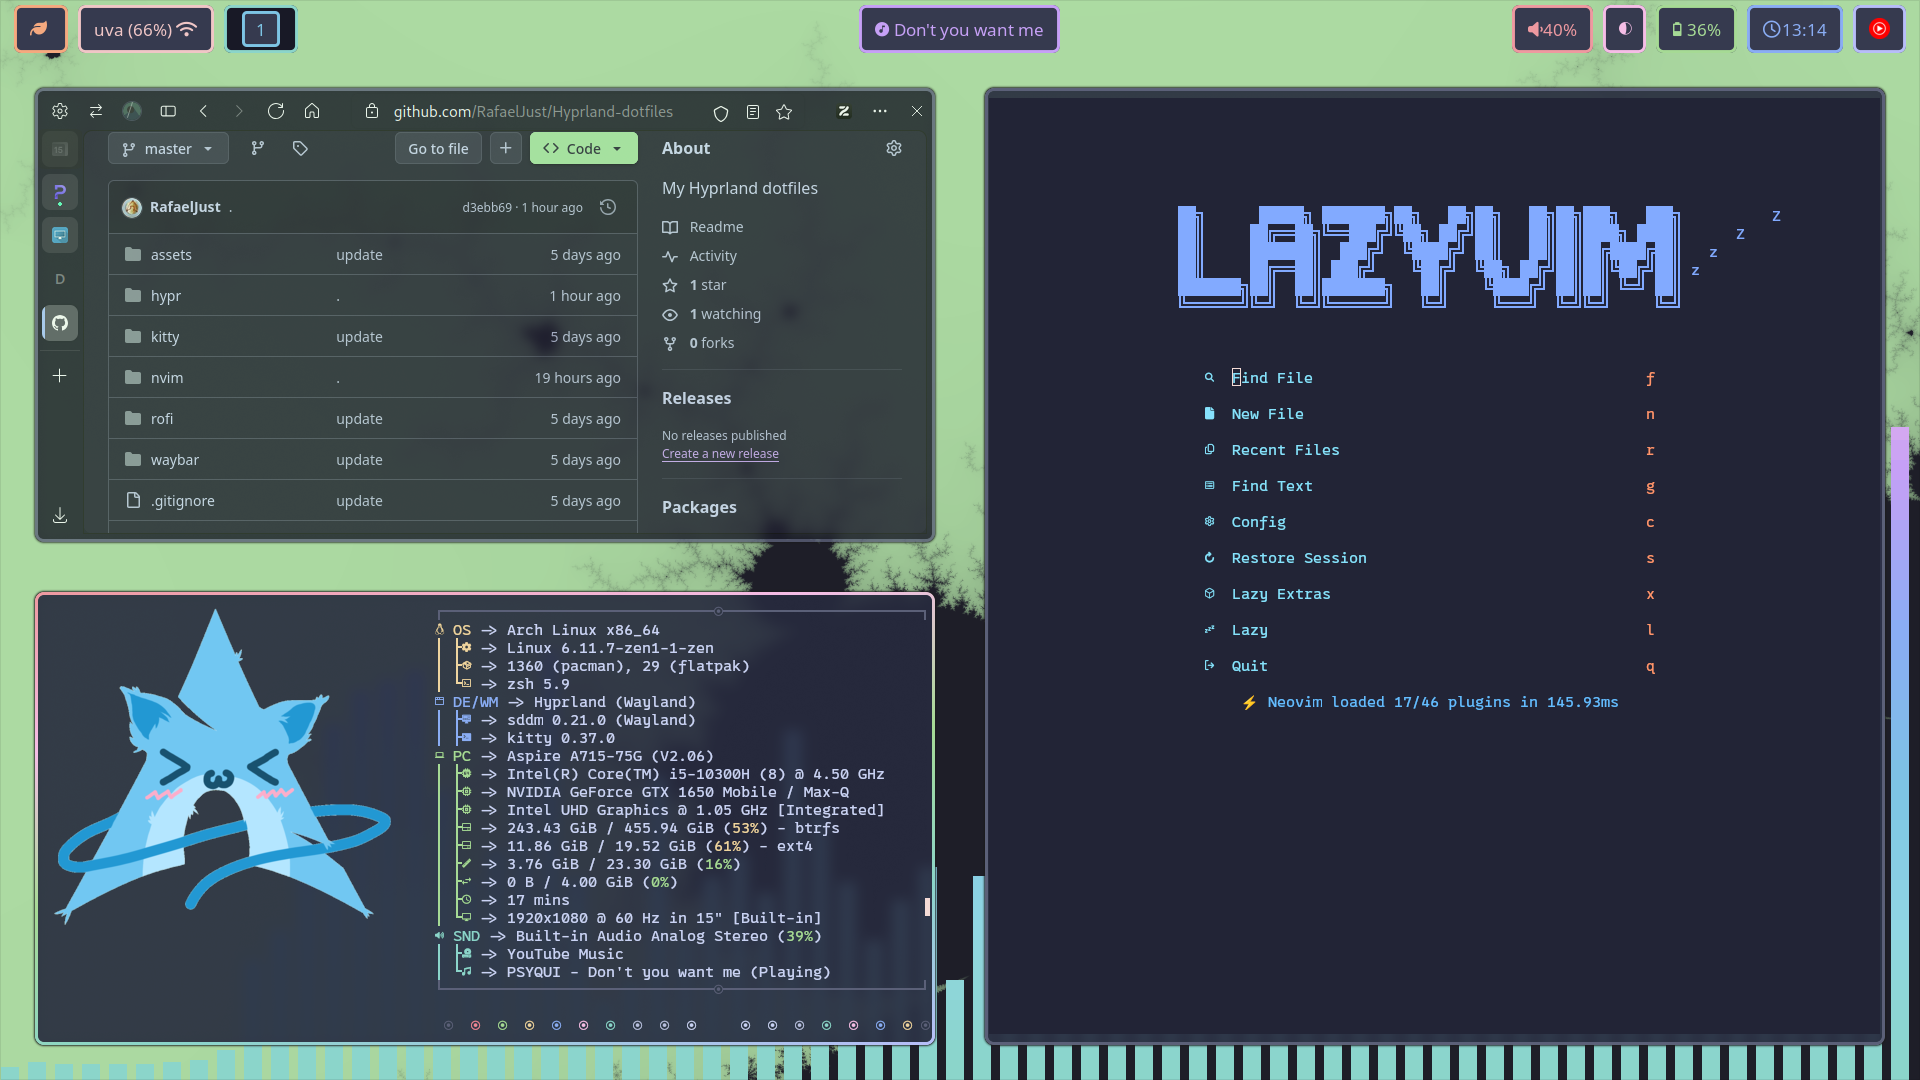 uva (66%)
1
Don't you want me
40%
36%
13:14
github.com/RafaelJust/Hyprland-dotfiles
master
Go to file
Code
About
My Hyprland dotfiles
RafaelJust .
d3ebb69 · 1 hour ago
Readme
assets update 5 days ago
Activity
1 star
hypr . 1 hour ago
1 watching
kitty update 5 days ago
0 forks
nvim . 19 hours ago
Releases
rofi update 5 days ago
No releases published
Create a new release
waybar update 5 days ago
.gitignore update 5 days ago
Packages
D
OS -> Arch Linux x86_64
-> Linux 6.11.7-zen1-1-zen
-> 1360 (pacman), 29 (flatpak)
-> zsh 5.9
DE/WM -> Hyprland (Wayland)
-> sddm 0.21.0 (Wayland)
-> kitty 0.37.0
PC -> Aspire A715-75G (V2.06)
-> Intel(R) Core(TM) i5-10300H (8) @ 4.50 GHz
-> NVIDIA GeForce GTX 1650 Mobile / Max-Q
-> Intel UHD Graphics @ 1.05 GHz [Integrated]
-> 243.43 GiB / 455.94 GiB (53%) - btrfs
-> 11.86 GiB / 19.52 GiB (61%) - ext4
-> 3.76 GiB / 23.30 GiB (16%)
-> 0 B / 4.00 GiB (0%)
-> 17 mins
-> 1920x1080 @ 60 Hz in 15" [Built-in]
SND -> Built-in Audio Analog Stereo (39%)
-> YouTube Music
-> PSYQUI - Don't you want me (Playing)
LAZYVIM
Z
Z
z
z
Find File f
New File n
Recent Files r
Find Text g
Config c
Restore Session s
Lazy Extras x
Lazy l
Quit q
⚡ Neovim loaded 17/46 plugins in 145.93ms